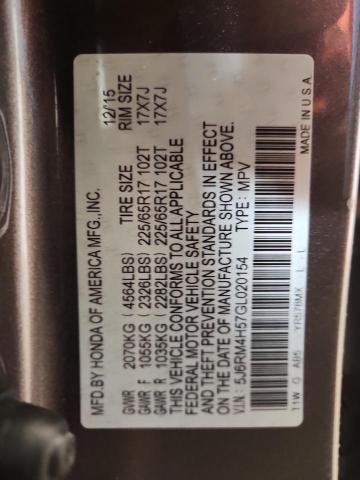 MFD.BY HONDA OF AMERICA MFG.,INC. 12/15
TIRE SIZE RIM SIZE
GVWR 2070KG (4564LBS)
GAWR F 1055KG (2326LBS) 225/65R17 102T 17X7J
GAWR R 1035KG (2282LBS) 225/65R17 102T 17X7J
THIS VEHICLE CONFORMS TO ALL APPLICABLE
FEDERAL MOTOR VEHICLE SAFETY AND THEFT
PREVENTION STANDARDS IN EFFECT
ON THE DATE OF MANUFACTURE SHOWN ABOVE.
V.I.N.: 5J6RM4H57GL020154 TYPE: MPV
11W G AB5 YR578MX L L
MADE IN U.S.A.